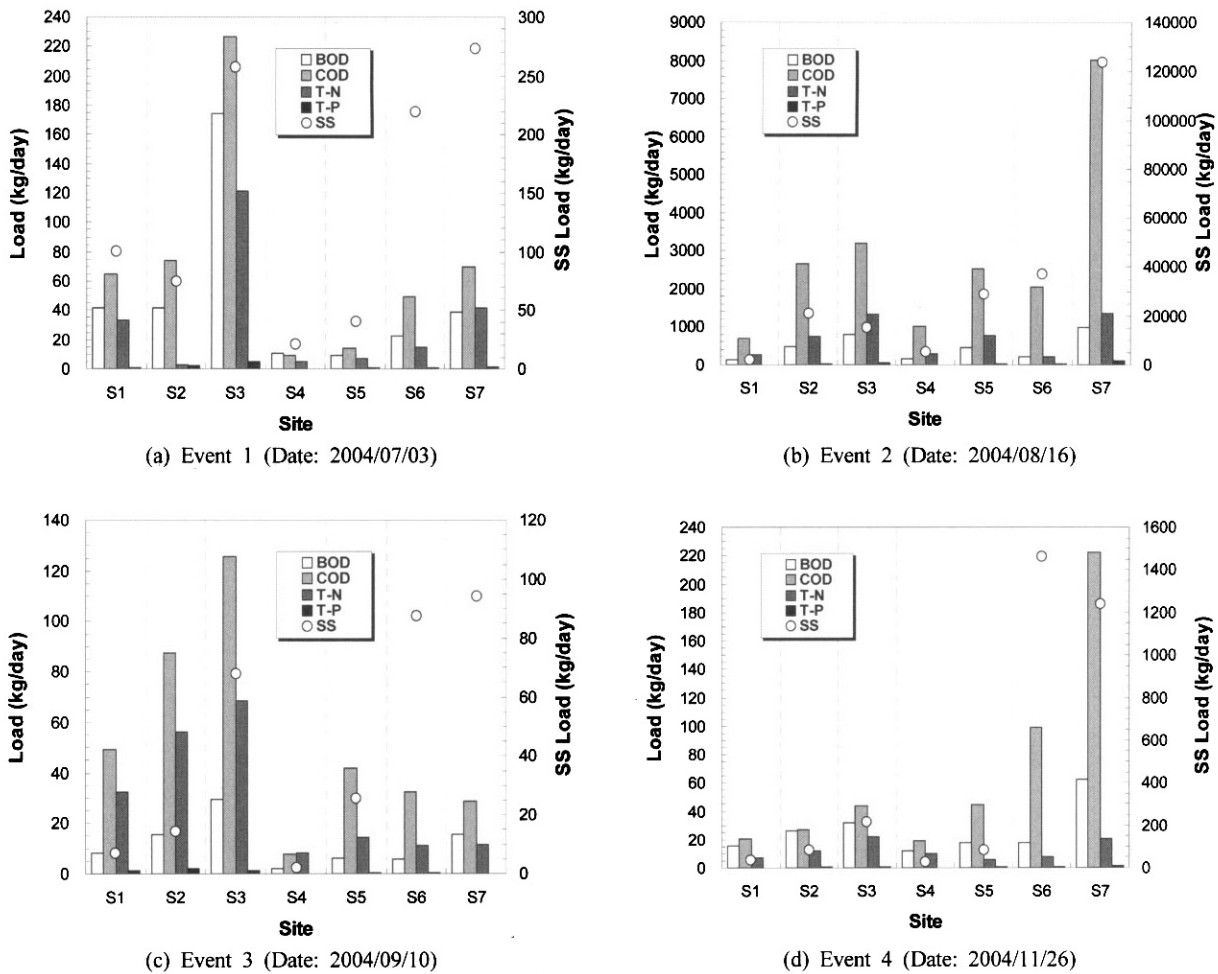 240
220
200
180
160
140
120
100
80
60
40
20
0
Load (kg/day)
BOD
COD
T-N
T-P
SS
300
250
200
150
100
50
0
SS Load (kg/day)
S1 S2 S3 S4 S5 S6 S7
Site
(a) Event 1 (Date: 2004/07/03)
9000
8000
7000
6000
5000
4000
3000
2000
1000
0
Load (kg/day)
BOD
COD
T-N
T-P
SS
140000
120000
100000
80000
60000
40000
20000
0
SS Load (kg/day)
S1 S2 S3 S4 S5 S6 S7
Site
(b) Event 2 (Date: 2004/08/16)
140
120
100
80
60
40
20
0
Load (kg/day)
BOD
COD
T-N
T-P
SS
120
100
80
60
40
20
0
SS Load (kg/day)
S1 S2 S3 S4 S5 S6 S7
Site
(c) Event 3 (Date: 2004/09/10)
240
220
200
180
160
140
120
100
80
60
40
20
0
Load (kg/day)
BOD
COD
T-N
T-P
SS
1600
1400
1200
1000
800
600
400
200
0
SS Load (kg/day)
S1 S2 S3 S4 S5 S6 S7
Site
(d) Event 4 (Date: 2004/11/26)